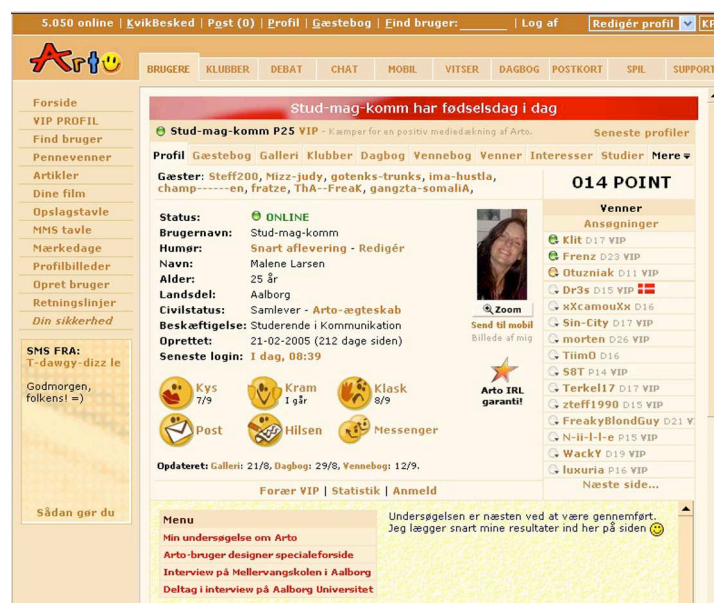 5.050 online | KvikBesked | Post (0) | Profil | Gæstebog | Find bruger: | Log af Redigér profil
Arto
BRUGERE KLUBBER DEBAT CHAT MOBIL VITSER DAGBOG POSTKORT SPIL SUPPORT
Forside
VIP PROFIL
Find bruger
Pennevenner
Artikler
Dine film
Opslagstavle
MMS tavle
Mærkedage
Profilbilleder
Opret bruger
Retningslinjer
Din sikkerhed
SMS FRA:
T-dawgy-dizz le
Godmorgen,
folkens! =)
Sådan gør du
Stud-mag-komm har fødselsdag i dag
Stud-mag-komm P25 VIP - Kæmper for en positiv mediedækning af Arto. Seneste profiler
Profil Gæstebog Galleri Klubber Dagbog Vennebog Venner Interesser Studier Mere
Gæster: Steff200, Mizz-judy, gotenks-trunks, ima-hustla,
champ------en, fratze, ThA--FreaK, gangzta-somaliA,
Status: ONLINE
Brugernavn: Stud-mag-komm
Humør: Snart aflevering - Redigér
Navn: Malene Larsen
Alder: 25 år
Landsdel: Aalborg
Civilstatus: Samlever - Arto-ægteskab
Beskæftigelse: Studerende i Kommunikation
Oprettet: 21-02-2005 (212 dage siden)
Seneste login: I dag, 08:39
Zoom
Send til mobil
Billede af mig
Arto IRL
garanti!
Kys
7/9
Kram
I går
Klask
8/9
Post Hilsen Messenger
Opdateret: Galleri: 21/8, Dagbog: 29/8, Vennebog: 12/9.
Forær VIP | Statistik | Anmeld
014 POINT
Venner
Ansøgninger
Klit D17 VIP
Frenz D23 VIP
Otuzniak D11 VIP
Dr3s D15 VIP
xXcamouXx D16
Sin-City D17 VIP
morten D26 VIP
Tiim0 D16
S8T P14 VIP
Terkel17 D17 VIP
zteff1990 D15 VIP
FreakyBlondGuy D21 V
N-ii-l-l-e P15 VIP
WackY D19 VIP
luxuria P16 VIP
Næste side...
Menu
Min undersøgelse om Arto
Arto-bruger designer specialeforside
Interview på Mellervangskolen i Aalborg
Deltag i interview på Aalborg Universitet
Undersøgelsen er næsten ved at være gennemført.
Jeg lægger snart mine resultater ind her på siden